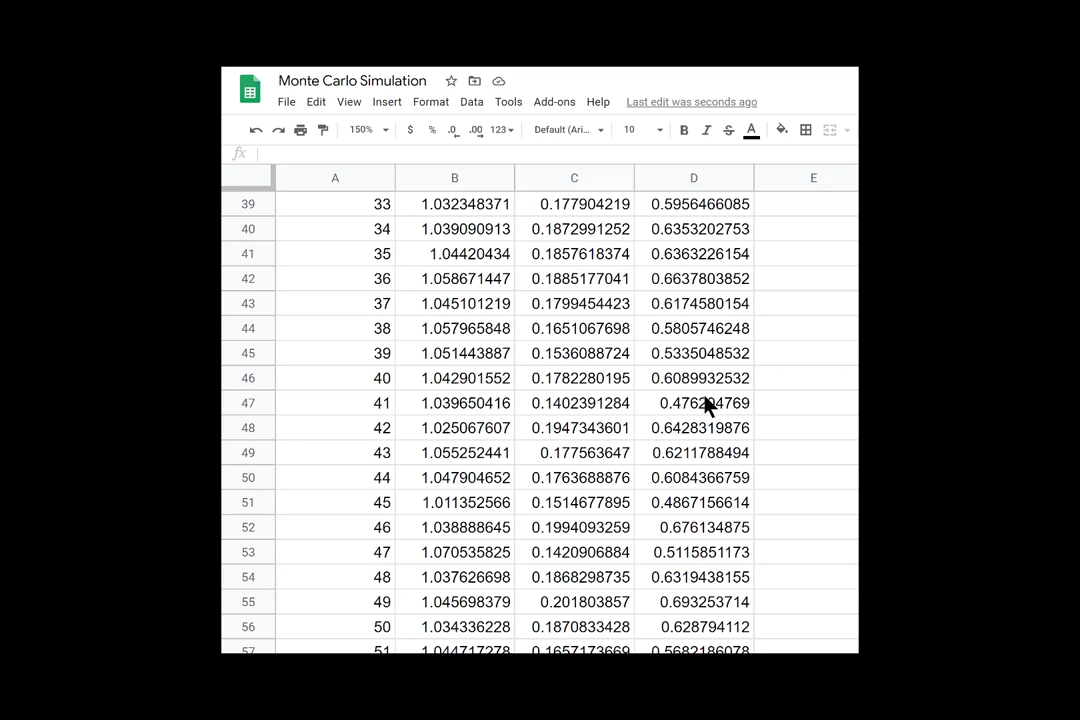 Monte Carlo Simulation
File Edit View Insert Format Data Tools Add-ons Help Last edit was seconds ago
150% $ % .0 .00 123 Default (Ari... 10 B I S A
fx
A B C D E
39 33 1.032348371 0.177904219 0.5956466085
40 34 1.039090913 0.1872991252 0.6353202753
41 35 1.04420434 0.1857618374 0.6363226154
42 36 1.058671447 0.1885177041 0.6637803852
43 37 1.045101219 0.1799454423 0.6174580154
44 38 1.057965848 0.1651067698 0.5805746248
45 39 1.051443887 0.1536088724 0.5335048532
46 40 1.042901552 0.1782280195 0.6089932532
47 41 1.039650416 0.1402391284
48 42 1.025067607 0.1947343601 0.6428319876
49 43 1.055252441 0.177563647 0.6211788494
50 44 1.047904652 0.1763688876 0.6084366759
51 45 1.011352566 0.1514677895 0.4867156614
52 46 1.038888645 0.1994093259 0.676134875
53 47 1.070535825 0.1420906884 0.5115851173
54 48 1.037626698 0.1868298735 0.6319438155
55 49 1.045698379 0.201803857 0.693253714
56 50 1.034336228 0.1870833428 0.628794112
57 51 1.044717278 0.1657173669 0.5682186078